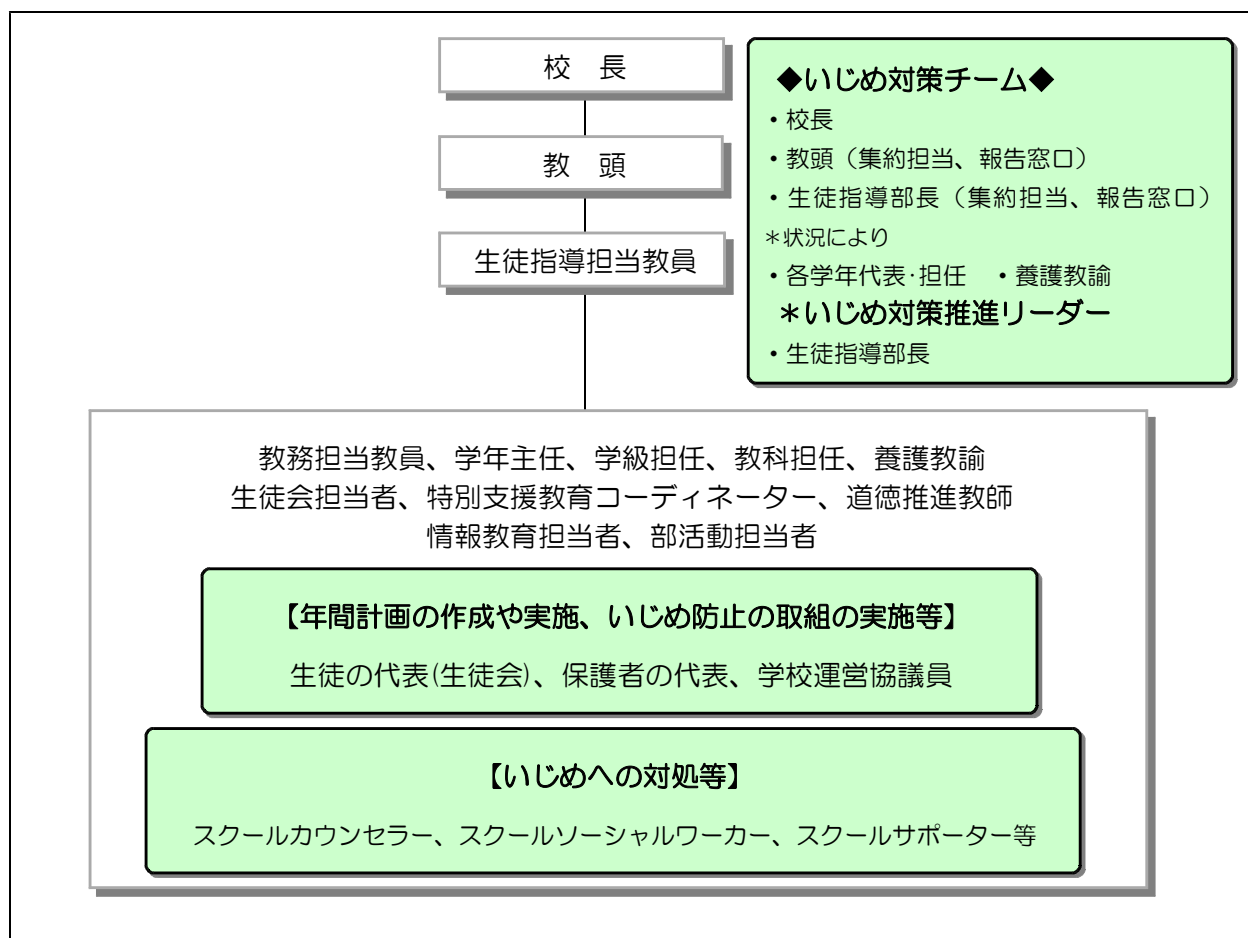 校　長
教　頭
生徒指導担当教員
◆いじめ対策チーム◆
・校長
・教頭（集約担当、報告窓口）
・生徒指導部長（集約担当、報告窓口）
＊状況により
・各学年代表・担任　・養護教諭
＊いじめ対策推進リーダー
・生徒指導部長
教務担当教員、学年主任、学級担任、教科担任、養護教諭
生徒会担当者、特別支援教育コーディネーター、道徳推進教師
情報教育担当者、部活動担当者
【年間計画の作成や実施、いじめ防止の取組の実施等】
生徒の代表(生徒会)、保護者の代表、学校運営協議員
【いじめへの対処等】
スクールカウンセラー、スクールソーシャルワーカー、スクールサポーター等